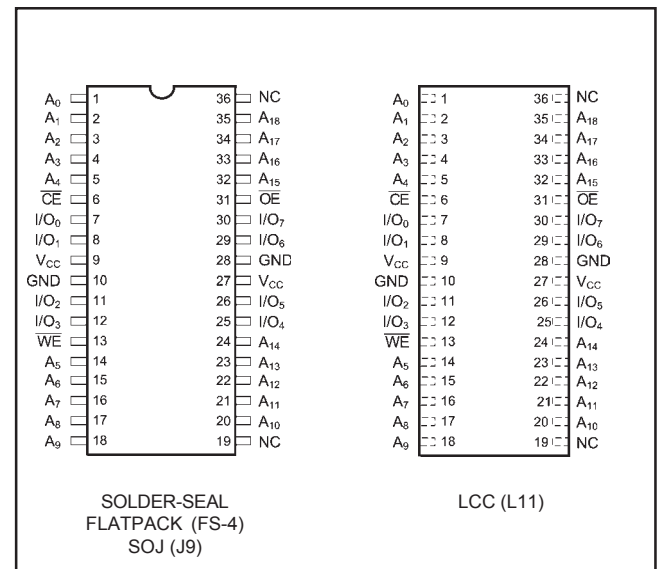 A0 1 36 NC A0 1 36 NC
A1 2 35 A18 A1 2 35 A18
A2 3 34 A17 A2 3 34 A17
A3 4 33 A16 A3 4 33 A16
A4 5 32 A15 A4 5 32 A15
CE 6 31 OE CE 6 31 OE
I/O0 7 30 I/O7 I/O0 7 30 I/O7
I/O1 8 29 I/O6 I/O1 8 29 I/O6
VCC 9 28 GND VCC 9 28 GND
GND 10 27 VCC GND 10 27 VCC
I/O2 11 26 I/O5 I/O2 11 26 I/O5
I/O3 12 25 I/O4 I/O3 12 25 I/O4
WE 13 24 A14 WE 13 24 A14
A5 14 23 A13 A5 14 23 A13
A6 15 22 A12 A6 15 22 A12
A7 16 21 A11 A7 16 21 A11
A8 17 20 A10 A8 17 20 A10
A9 18 19 NC A9 18 19 NC
SOLDER-SEAL LCC (L11)
FLATPACK (FS-4)
SOJ (J9)